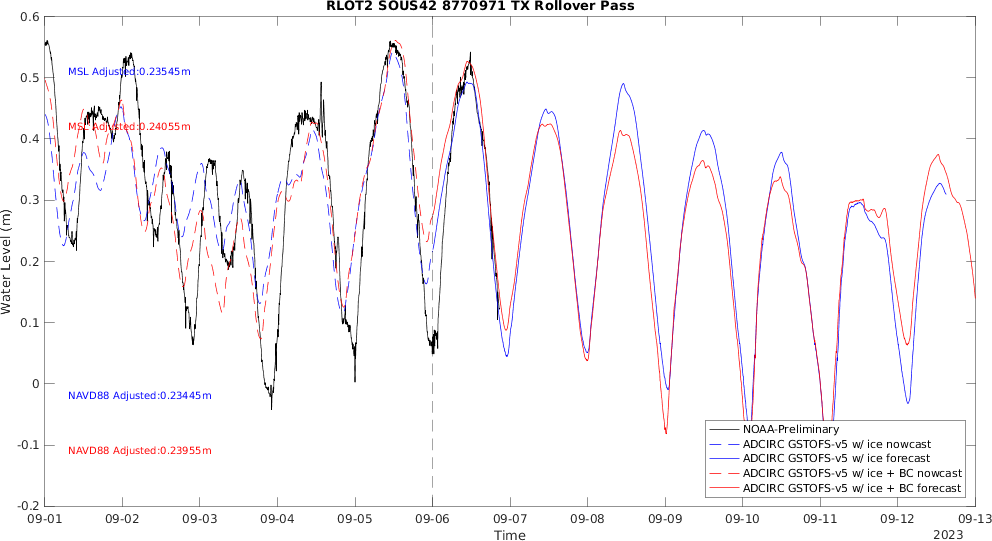 RLOT2 SOUS42 8770971 TX Rollover Pass
0.6
0.5
0.4
0.3
0.2
0.1
0
-0.1
-0.2
Water Level (m)
MSL Adjusted:0.23545m
MSL Adjusted:0.24055m
NAVD88 Adjusted:0.23445m
NAVD88 Adjusted:0.23955m
NOAA-Preliminary
ADCIRC GSTOFS-v5 w/ ice nowcast
ADCIRC GSTOFS-v5 w/ ice forecast
ADCIRC GSTOFS-v5 w/ ice + BC nowcast
ADCIRC GSTOFS-v5 w/ ice + BC forecast
09-01 09-02 09-03 09-04 09-05 09-06 09-07 09-08 09-09 09-10 09-11 09-12 09-13
Time
2023